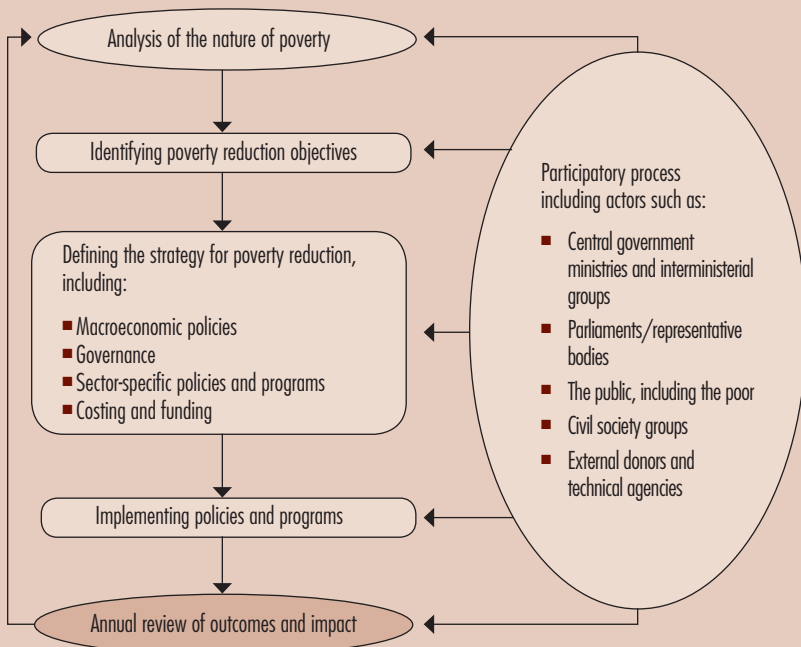 Analysis of the nature of poverty
Identifying poverty reduction objectives
Defining the strategy for poverty reduction,
including:
■ Macroeconomic policies
■ Governance
■ Sector-specific policies and programs
■ Costing and funding
Implementing policies and programs
Annual review of outcomes and impact
Participatory process
including actors such as:
■ Central government
ministries and interministerial
groups
■ Parliaments/representative
bodies
■ The public, including the poor
■ Civil society groups
■ External donors and
technical agencies